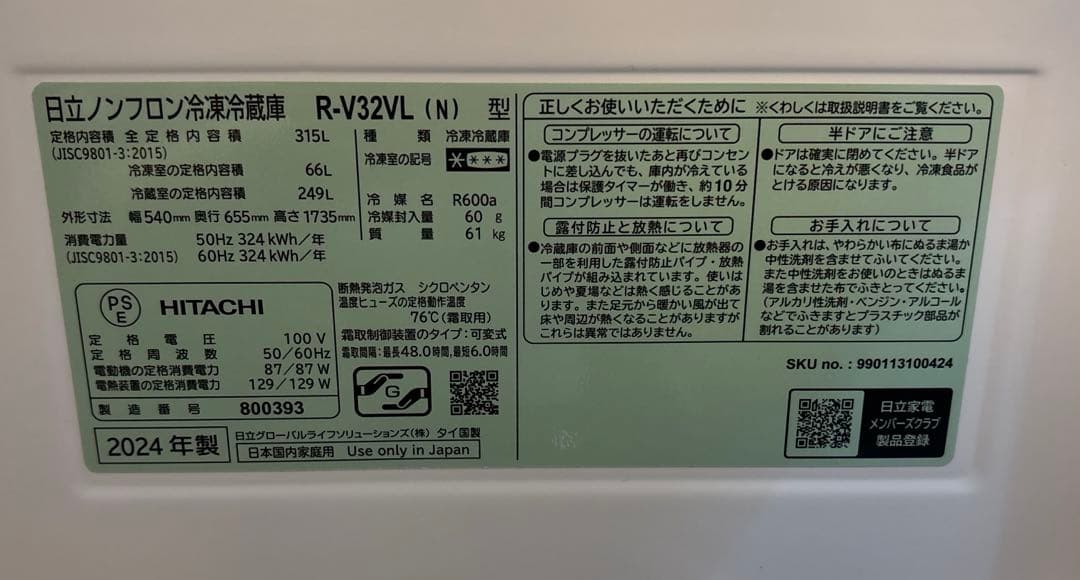 日立ノンフロン冷凍冷蔵庫 R-V32VL (N) 型
定格内容積 全定格内容積 315L
(JISC9801-3:2015)
冷凍室の定格内容積 66L
冷蔵室の定格内容積 249L
外形寸法 幅540mm 奥行655mm 高さ1735mm
消費電力量 50Hz 324kWh/年
(JISC9801-3:2015) 60Hz 324kWh/年
種類 冷凍冷蔵庫
冷凍室の記号
冷媒名 R600a
冷媒封入量 60 g
質量 61 kg
PS
E
HITACHI
定格電圧 100V
定格周波数 50/60Hz
電動機の定格消費電力 87/87W
電熱装置の定格消費電力 129/129W
製造番号 800393
断熱発泡ガス シクロペンタン
温度ヒューズの定格動作温度
76℃(霜取用)
霜取制御装置のタイプ:可変式
霜取間隔:最長48.0時間,最短6.0時間
G
2024年製
日立グローバルライフソリューションズ(株) タイ国製
日本国内家庭用 Use only in Japan
正しくお使いいただくために ※くわしくは取扱説明書をご覧ください。
コンプレッサーの運転について
●電源プラグを抜いたあと再びコンセン
トに差し込んでも、庫内が冷えている
場合は保護タイマーが働き、約10分
間コンプレッサーは運転をしません。
露付防止と放熱について
●冷蔵庫の前面や側面などに放熱器の
一部を利用した露付防止パイプ・放熱
パイプが組み込まれています。使いは
じめや夏場などは熱く感じることがあ
ります。また足元から暖かい風が出て
床や周辺が熱くなることがありますが
これらは異常ではありません。
半ドアにご注意
●ドアは確実に閉めてください。半ドア
になると冷えが悪くなり、冷凍食品が
とける原因になります。
お手入れについて
●お手入れは、やわらかい布にぬるま湯か
中性洗剤を含ませてふいてください。
また中性洗剤をお使いのときはぬるま
湯を含ませた布でふきとってください。
(アルカリ性洗剤・ベンジン・アルコール
などでふきますとプラスチック部品が
割れることがあります)
SKU no. : 990113100424
日立家電
メンバーズクラブ
製品登録